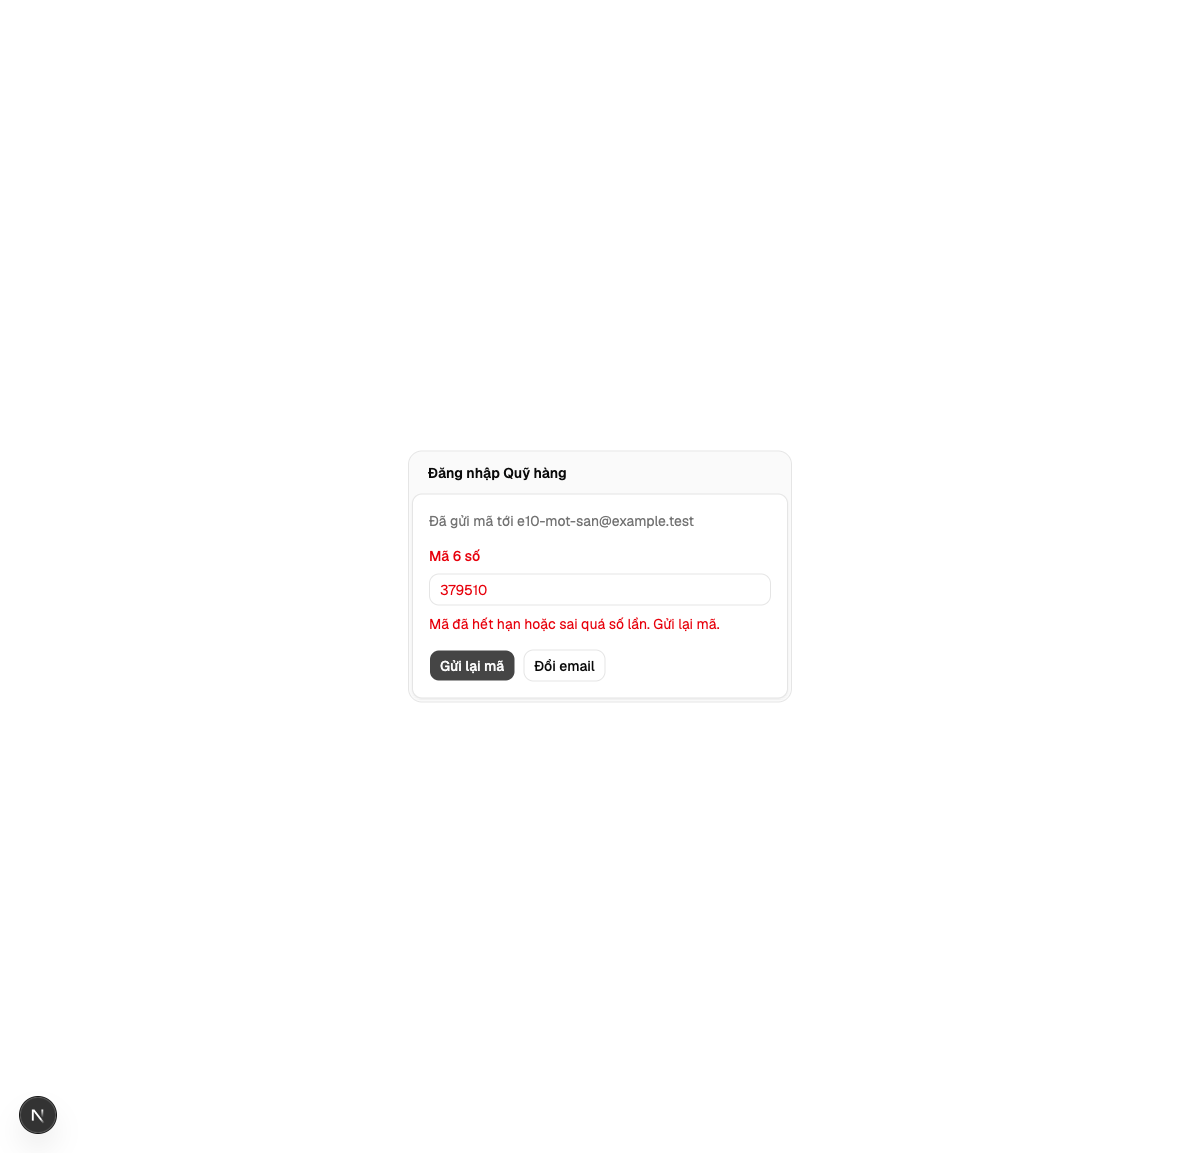 Đăng nhập Quỹ hàng
Đã gửi mã tới e10-mot-san@example.test
Mã 6 số
379510
Mã đã hết hạn hoặc sai quá số lần. Gửi lại mã.
Gửi lại mã
Đổi email
N